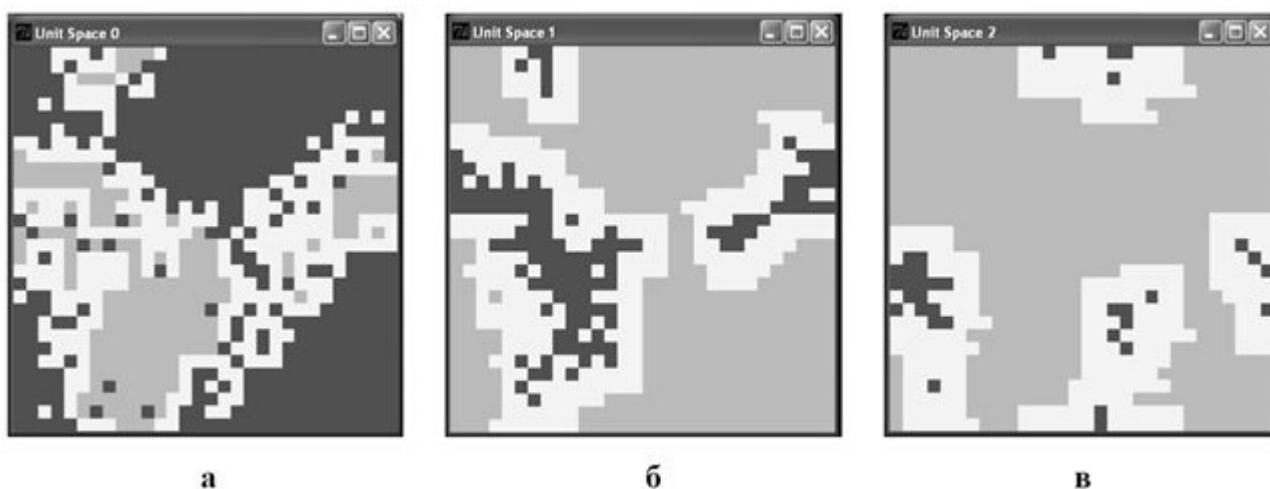 Unit Space 0
Unit Space 1
Unit Space 2
а
б
в